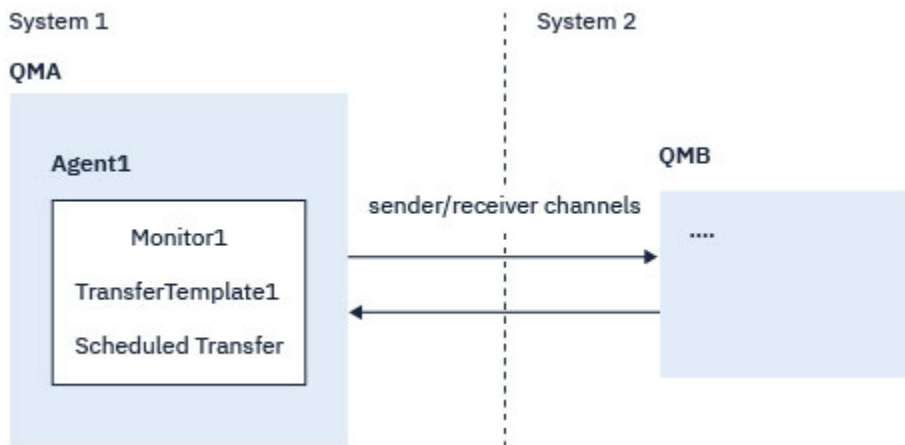 System 1
System 2
QMA
Agent1
Monitor1
TransferTemplate1
Scheduled Transfer
sender/receiver channels
QMB
....